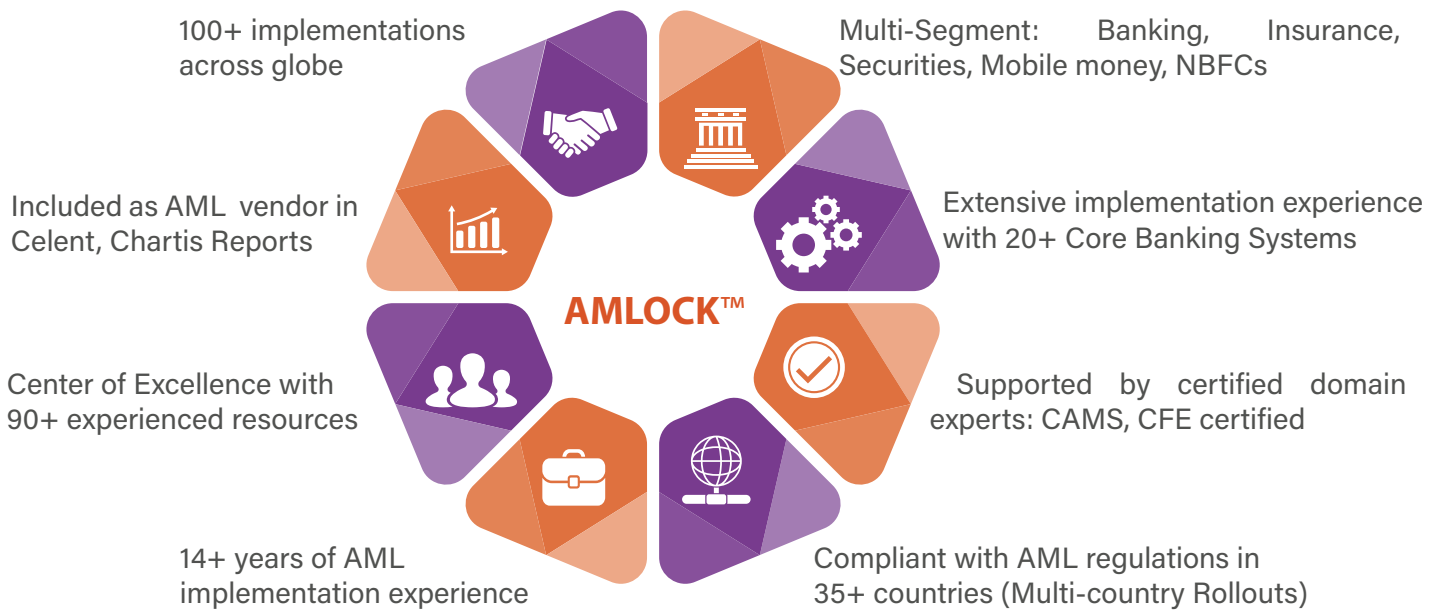 100+ implementations
across globe
Multi-Segment: Banking, Insurance,
Securities, Mobile money, NBFCs
Included as AML vendor in
Celent, Chartis Reports
Extensive implementation experience
with 20+ Core Banking Systems
AMLOCK™
Center of Excellence with
90+ experienced resources
Supported by certified domain
experts: CAMS, CFE certified
14+ years of AML
implementation experience
Compliant with AML regulations in
35+ countries (Multi-country Rollouts)